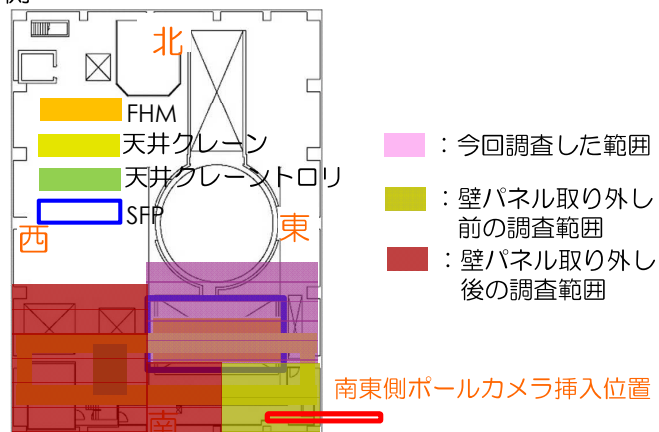 側
北
FHM
天井クレーン
天井クレーントロリ
SFP
西
東
南
：今回調査した範囲
：壁パネル取り外し
前の調査範囲
：壁パネル取り外し
後の調査範囲
南東側ポールカメラ挿入位置